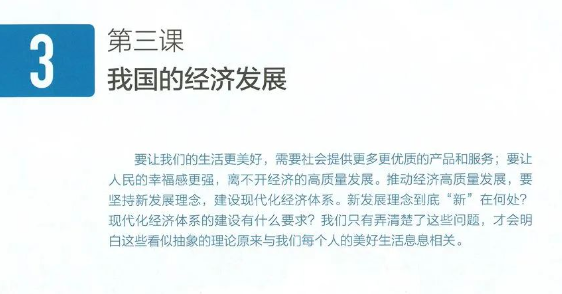 3
第三课
我国的经济发展
要让我们的生活更美好，需要社会提供更多更优质的产品和服务；要让
人民的幸福感更强，离不开经济的高质量发展。推动经济高质量发展，要
坚持新发展理念，建设现代化经济体系。新发展理念到底“新”在何处？
现代化经济体系的建设有什么要求？我们只有弄清楚了这些问题，才会明
白这些看似抽象的理论原来与我们每个人的美好生活息息相关。